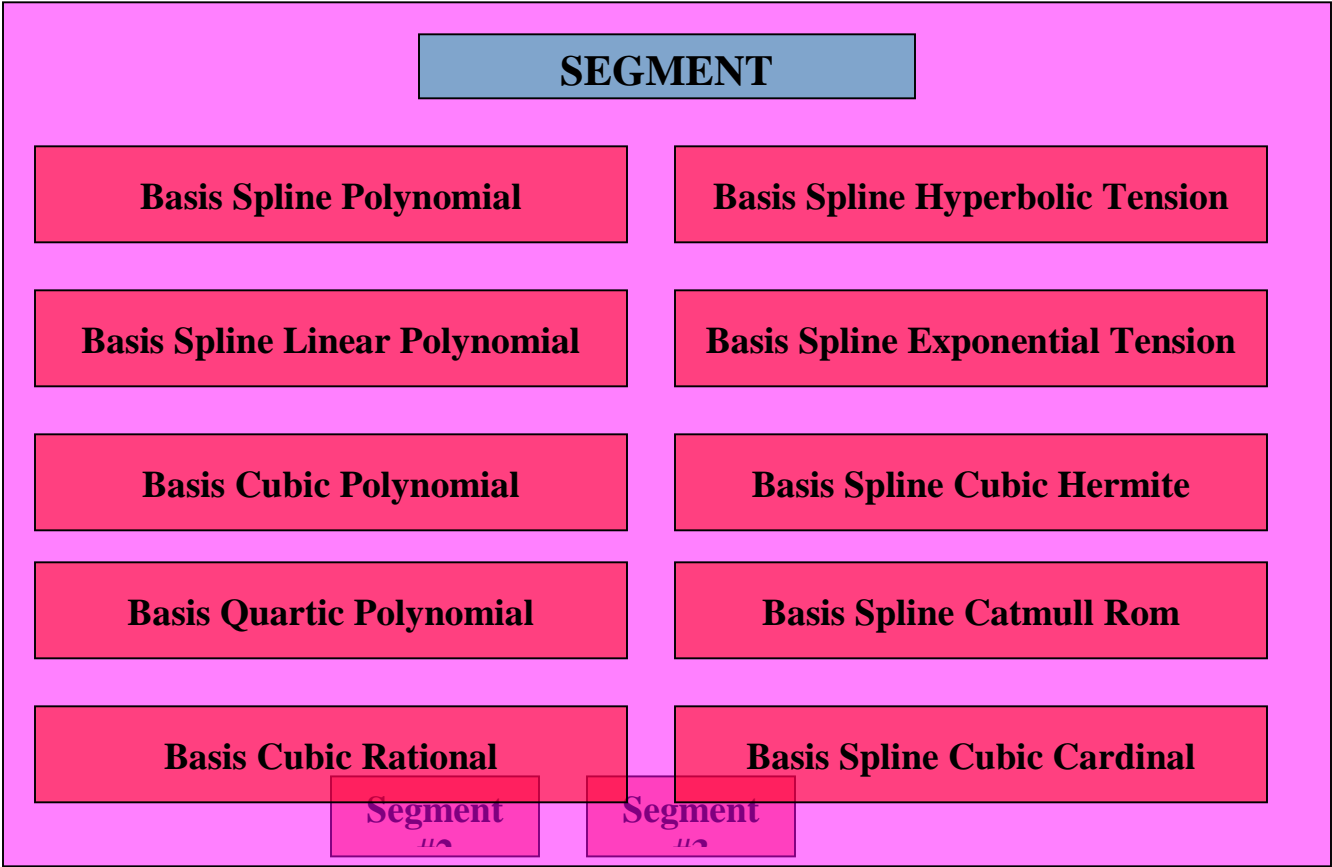 SEGMENT
Basis Spline Polynomial
Basis Spline Hyperbolic Tension
Basis Spline Linear Polynomial
Basis Spline Exponential Tension
Basis Cubic Polynomial
Basis Spline Cubic Hermite
Basis Quartic Polynomial
Basis Spline Catmull Rom
Basis Cubic Rational
Basis Spline Cubic Cardinal
Segment
Segment